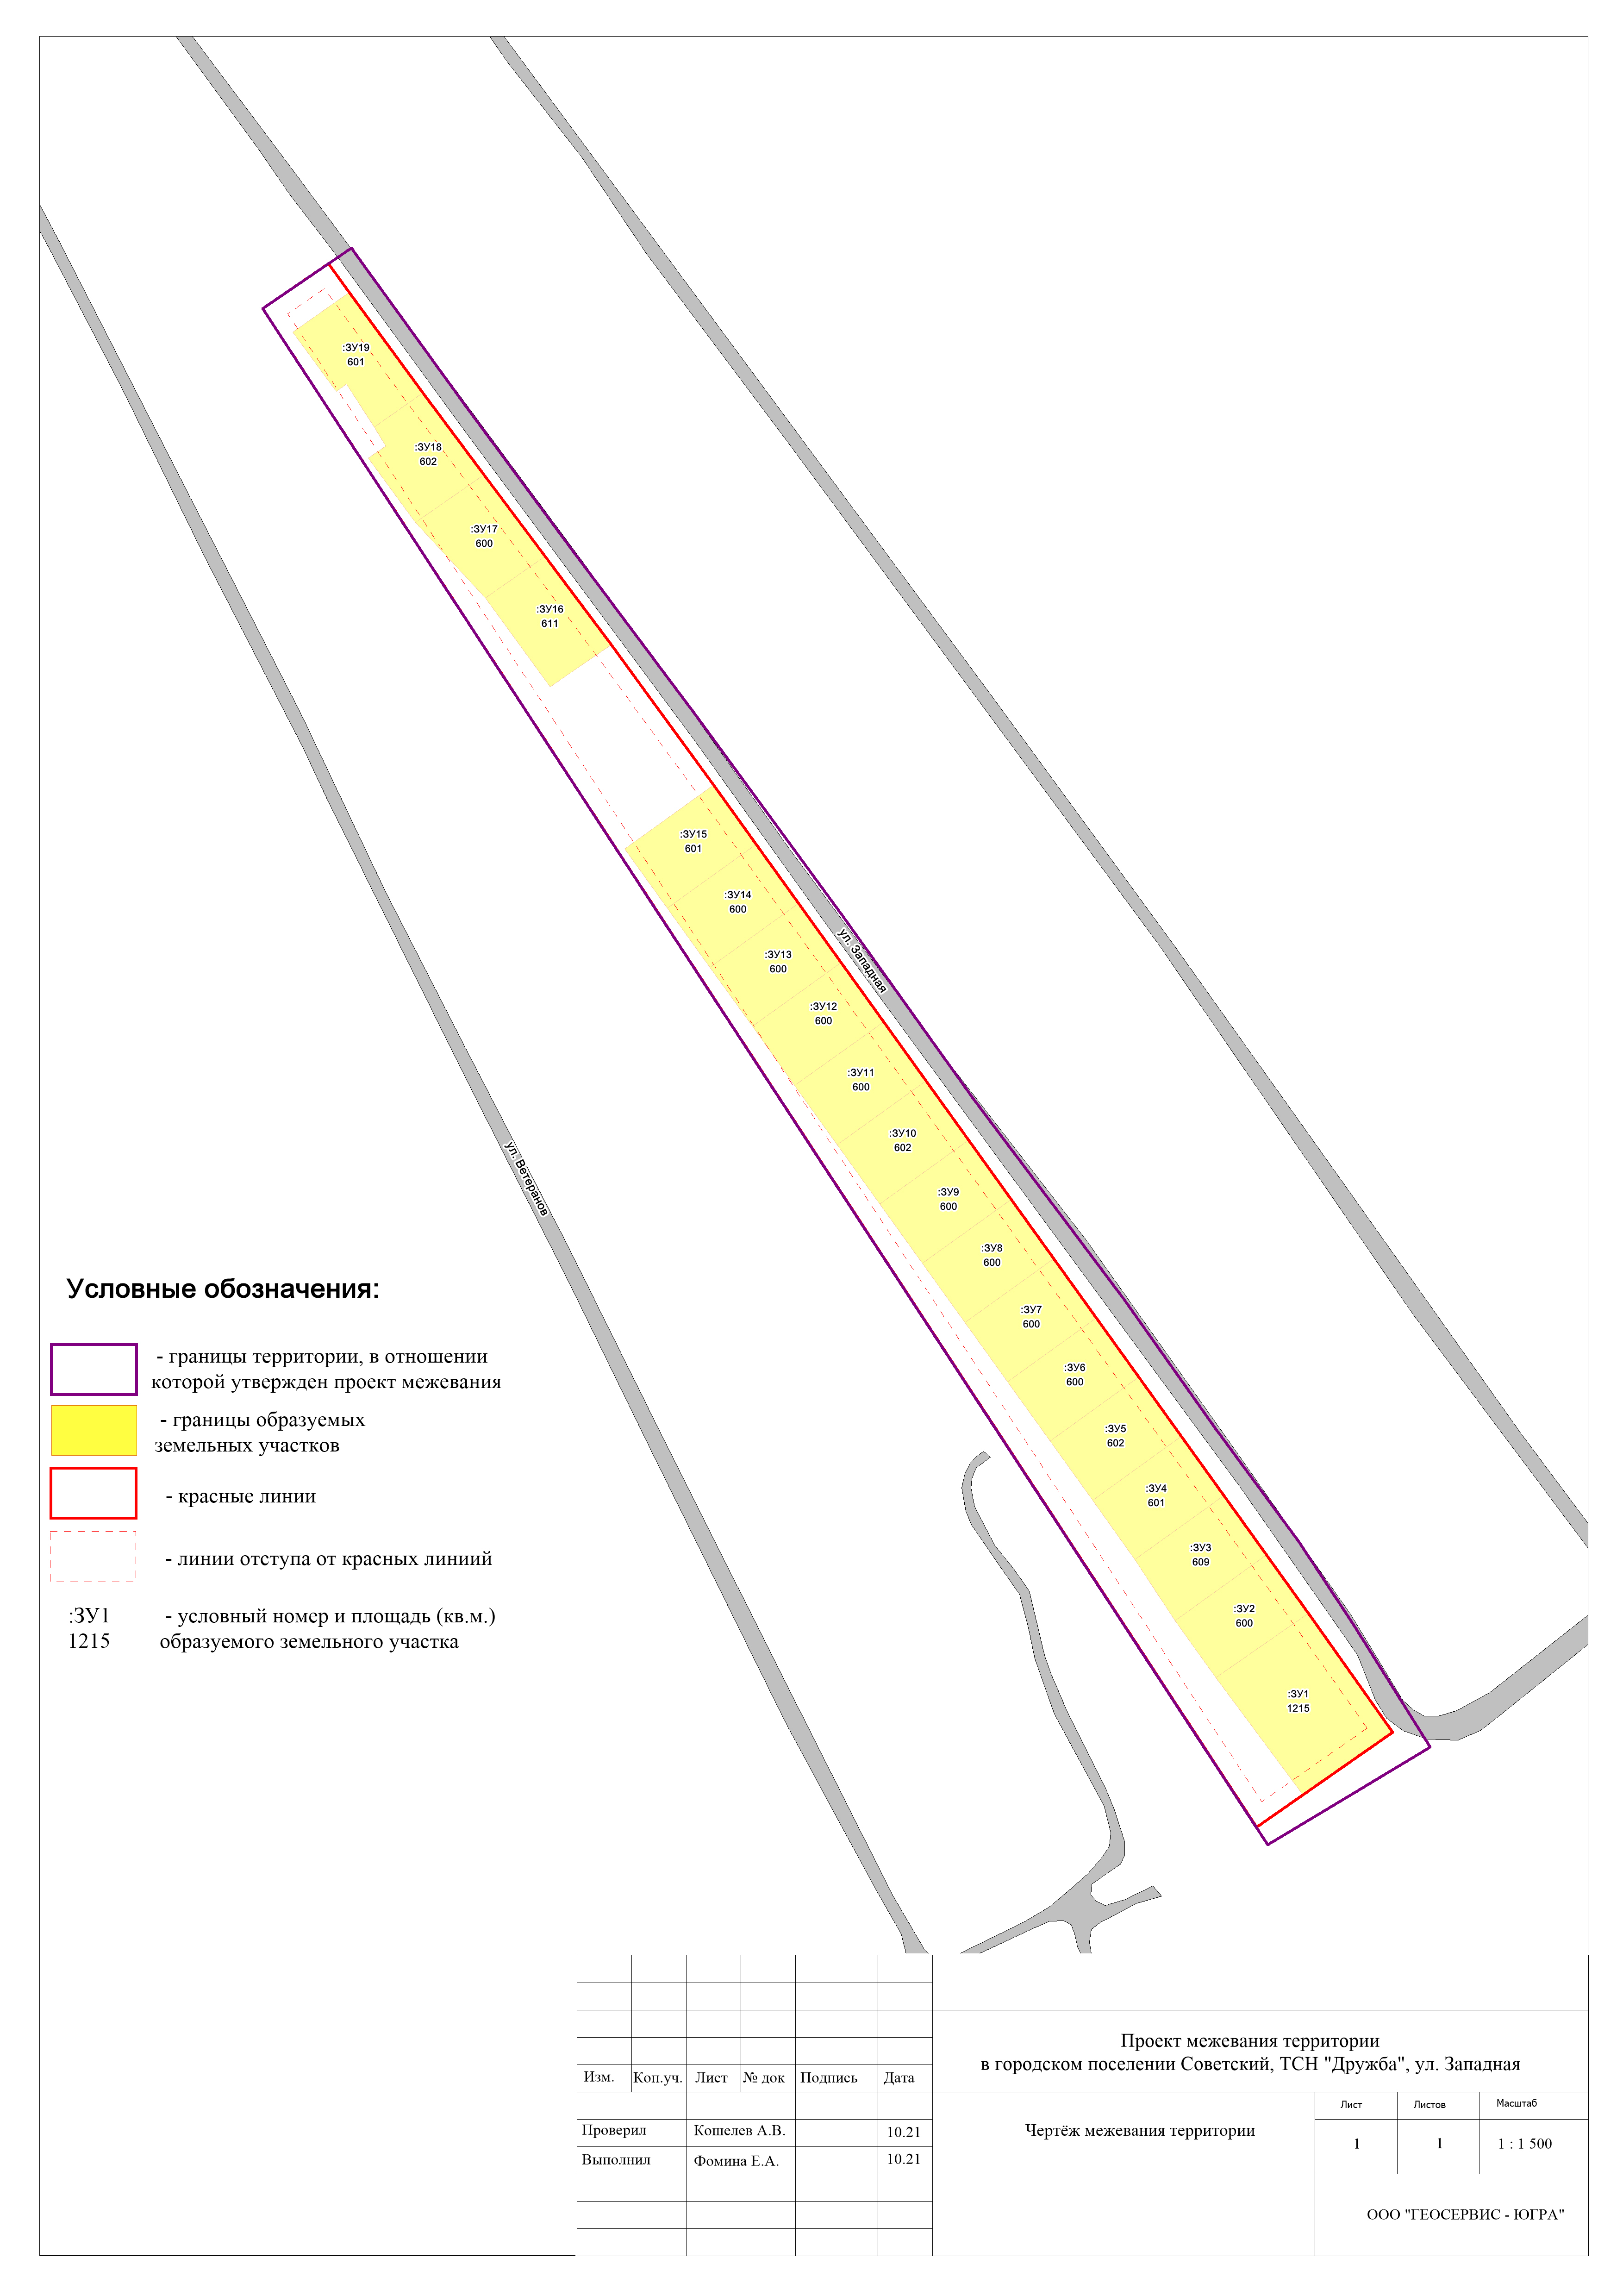 :ЗУ19
601
:ЗУ18
602
:ЗУ17
600
:ЗУ16
611
:ЗУ15
601
:ЗУ14
600
ул. Западная
:ЗУ13
600
:ЗУ12
600
:ЗУ11
600
:ЗУ10
602
ул. Ветеранов
:ЗУ9
600
:ЗУ8
600
:ЗУ7
600
:ЗУ6
600
:ЗУ5
602
:ЗУ4
601
:ЗУ3
609
:ЗУ2
600
:ЗУ1
1215
Условные обозначения:
- границы территории, в отношении
которой утвержден проект межевания
- границы образуемых
земельных участков
- красные линии
- линии отступа от красных линиий
:ЗУ1 - условный номер и площадь (кв.м.)
1215 образуемого земельного участка
Проект межевания территории
в городском поселении Советский, ТСН "Дружба", ул. Западная
Изм. Кол.уч. Лист № док Подпись Дата
Проверил Кошелев А.В. 10.21
Выполнил Фомина Е.А. 10.21
Чертёж межевания территории
Лист Листов Масштаб
1 1 1 : 1 500
ООО "ГЕОСЕРВИС - ЮГРА"